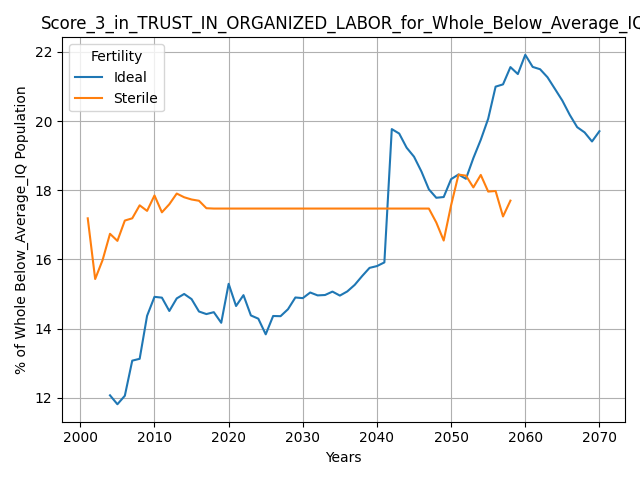 Score_3_in_TRUST_IN_ORGANIZED_LABOR_for_Whole_Below_Average_IQ
Fertility
Ideal
Sterile
% of Whole Below_Average_IQ Population
22
20
18
16
14
12
2000 2010 2020 2030 2040 2050 2060 2070
Years